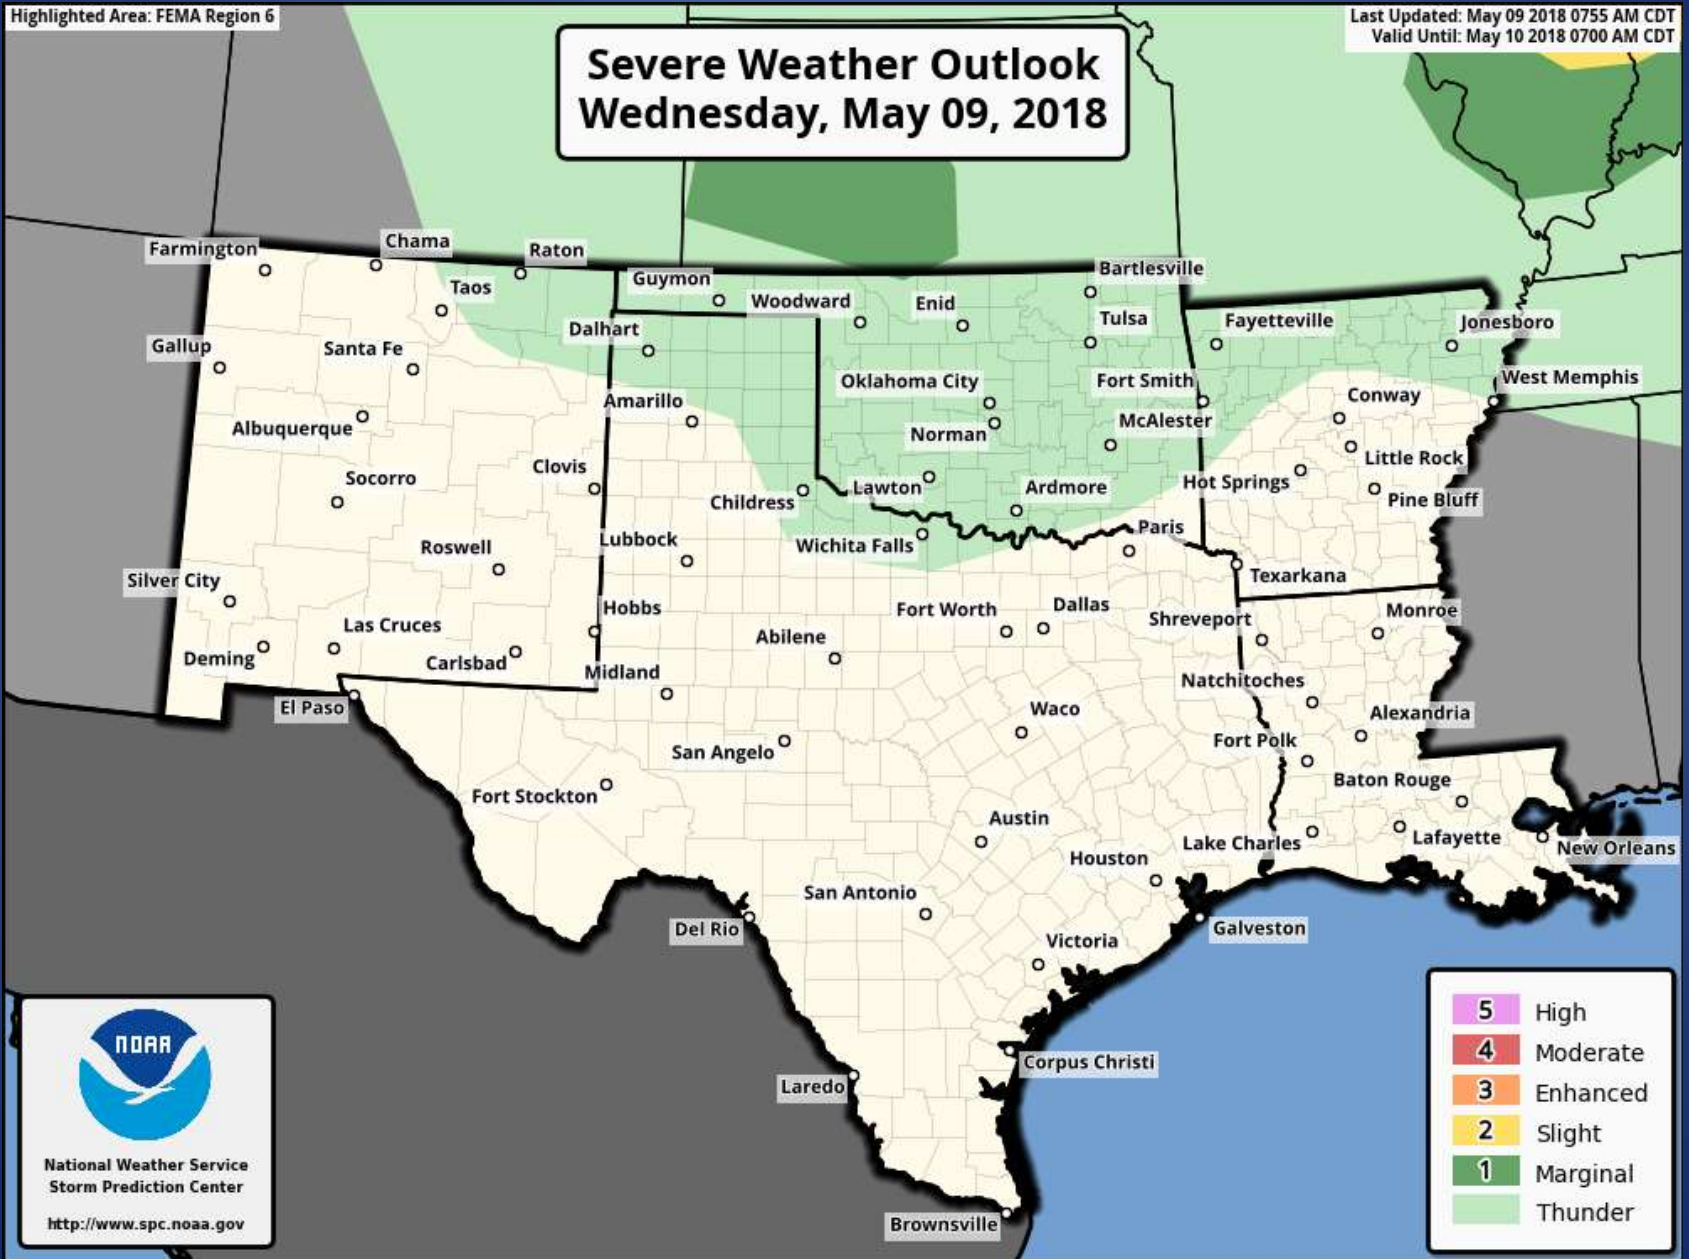 Highlighted Area: FEMA Region 6
Last Updated: May 09 2018 0755 AM CDT
Valid Until: May 10 2018 0700 AM CDT
Severe Weather Outlook
Wednesday, May 09, 2018
Farmington
Chama
Raton
Guymon
Bartlesville
Taos
Woodward
Enid
Tulsa
Fayetteville
Jonesboro
Dalhart
Gallup
Santa Fe
Oklahoma City
Fort Smith
West Memphis
Amarillo
Conway
Albuquerque
Norman
McAlester
Clovis
Little Rock
Socorro
Childress
Lawton
Ardmore
Hot Springs
Pine Bluff
Roswell
Lubbock
Wichita Falls
Paris
Silver City
Texarkana
Hobbs
Fort Worth
Dallas
Shreveport
Monroe
Las Cruces
Abilene
Deming
Carlsbad
Midland
Natchitoches
El Paso
Waco
Alexandria
San Angelo
Fort Polk
Fort Stockton
Baton Rouge
Austin
Lake Charles
Lafayette
New Orleans
Houston
San Antonio
Del Rio
Galveston
Victoria
Corpus Christi
Laredo
Brownsville
NOAA
National Weather Service
Storm Prediction Center
http://www.spc.noaa.gov
5 High
4 Moderate
3 Enhanced
2 Slight
1 Marginal
Thunder